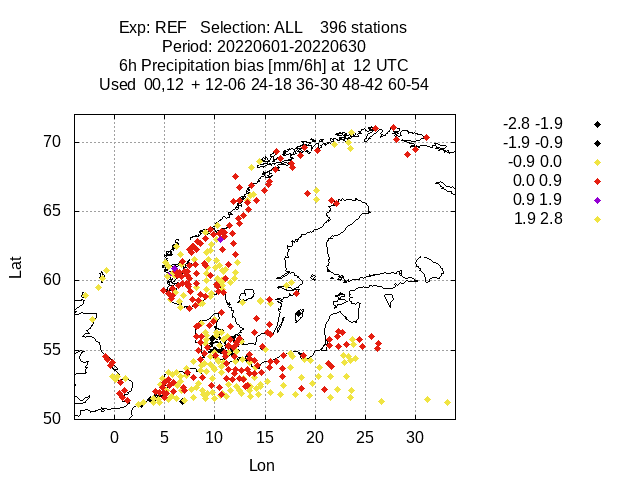 Exp: REF Selection: ALL 396 stations
Period: 20220601-20220630
6h Precipitation bias [mm/6h] at 12 UTC
Used 00,12 + 12-06 24-18 36-30 48-42 60-54
70
65
60
55
50
0 5 10 15 20 25 30
Lat
Lon
-2.8 -1.9
-1.9 -0.9
-0.9 0.0
0.0 0.9
0.9 1.9
1.9 2.8